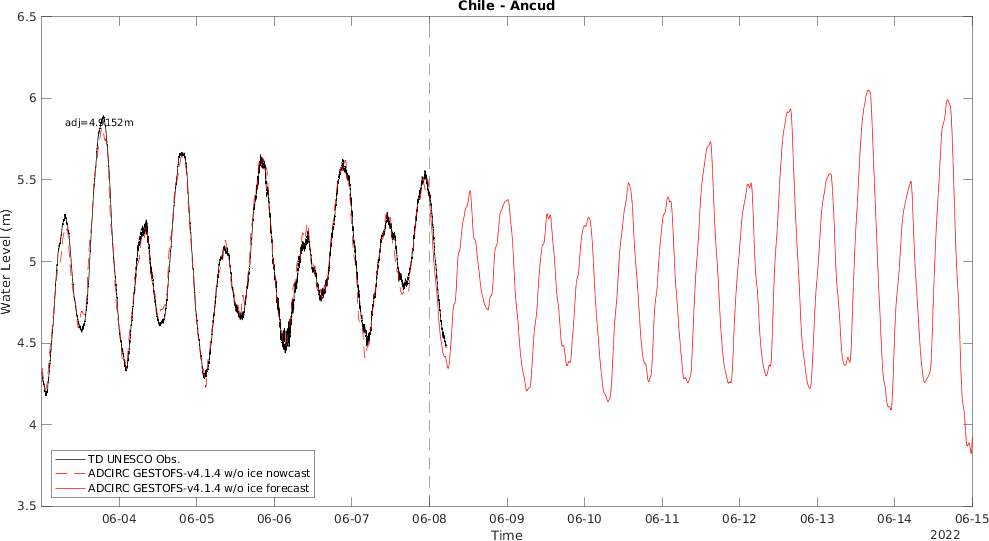 Chile - Ancud
6.5
6
5.5
5
4.5
4
3.5
Water Level (m)
adj=4.9152m
TD UNESCO Obs.
ADCIRC GESTOFS-v4.1.4 w/o ice nowcast
ADCIRC GESTOFS-v4.1.4 w/o ice forecast
06-04 06-05 06-06 06-07 06-08 06-09 06-10 06-11 06-12 06-13 06-14 06-15
Time
2022